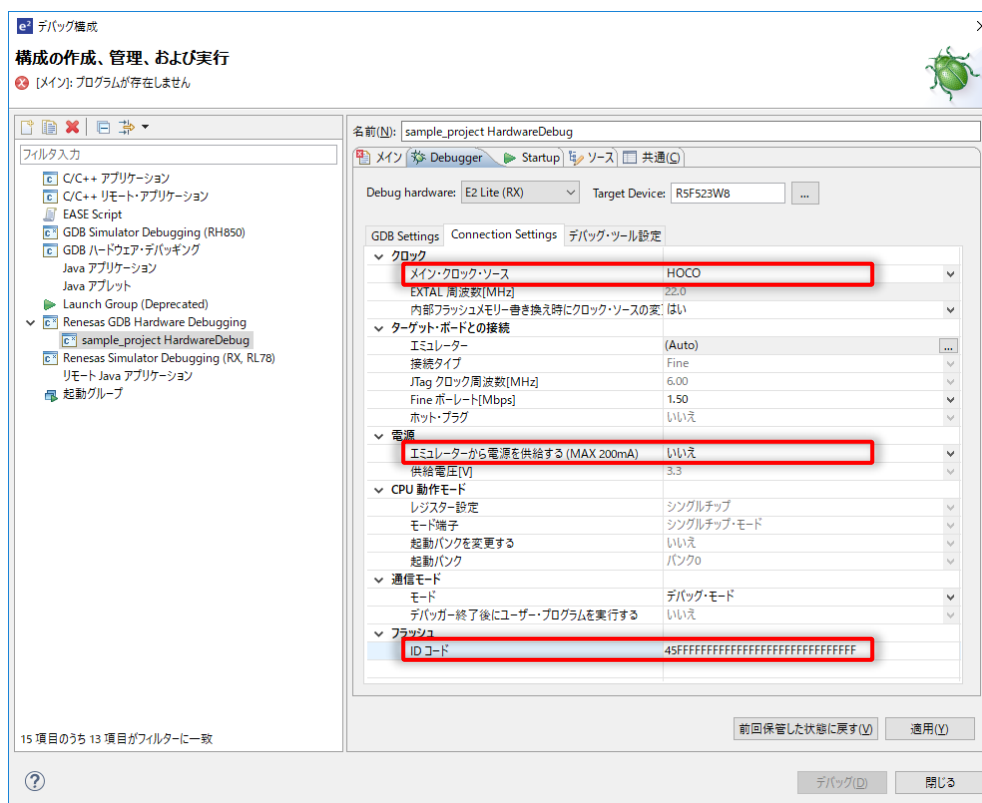 e² デバッグ構成
構成の作成、管理、および実行
[メイン]: プログラムが存在しません
フィルタ入力
C/C++ アプリケーション
C/C++ リモート・アプリケーション
EASE Script
GDB Simulator Debugging (RH850)
GDB ハードウェア・デバッギング
Java アプリケーション
Java アプレット
Launch Group (Deprecated)
Renesas GDB Hardware Debugging
sample_project HardwareDebug
Renesas Simulator Debugging (RX, RL78)
リモート Java アプリケーション
起動グループ
15 項目のうち 13 項目がフィルターに一致
名前(N): sample_project HardwareDebug
メイン Debugger Startup ソース 共通(C)
Debug hardware: E2 Lite (RX) Target Device: R5F523W8 ...
GDB Settings Connection Settings デバッグ・ツール設定
クロック
メイン・クロック・ソース HOCO
EXTAL 周波数[MHz] 22.0
内部フラッシュメモリー書き換え時にクロック・ソースの変 はい
ターゲット・ボードとの接続
エミュレーター (Auto) ...
接続タイプ Fine
JTag クロック周波数[MHz] 6.00
Fine ボーレート[Mbps] 1.50
ホット・プラグ いいえ
電源
エミュレーターから電源を供給する (MAX 200mA) いいえ
供給電圧[V] 3.3
CPU 動作モード
レジスター設定 シングルチップ
モード端子 シングルチップ・モード
起動バンクを変更する いいえ
起動バンク バンク0
通信モード
モード デバッグ・モード
デバッガー終了後にユーザー・プログラムを実行する いいえ
フラッシュ
ID コード 45FFFFFFFFFFFFFFFFFFFFFFFFFFFFFF
前回保管した状態に戻す(V) 適用(Y)
? デバッグ(D) 閉じる